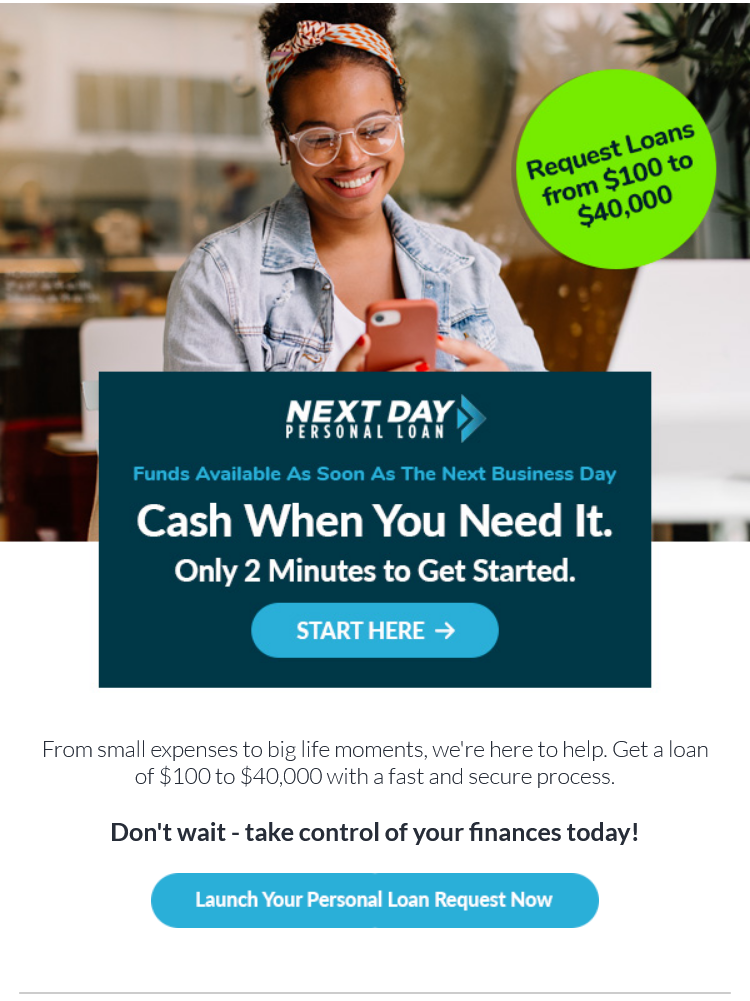 Request Loans
from $100 to
$40,000
NEXT DAY
PERSONAL LOAN
Funds Available As Soon As The Next Business Day
Cash When You Need It.
Only 2 Minutes to Get Started.
START HERE →
From small expenses to big life moments, we're here to help. Get a loan
of $100 to $40,000 with a fast and secure process.
Don't wait - take control of your finances today!
Launch Your Personal Loan Request Now